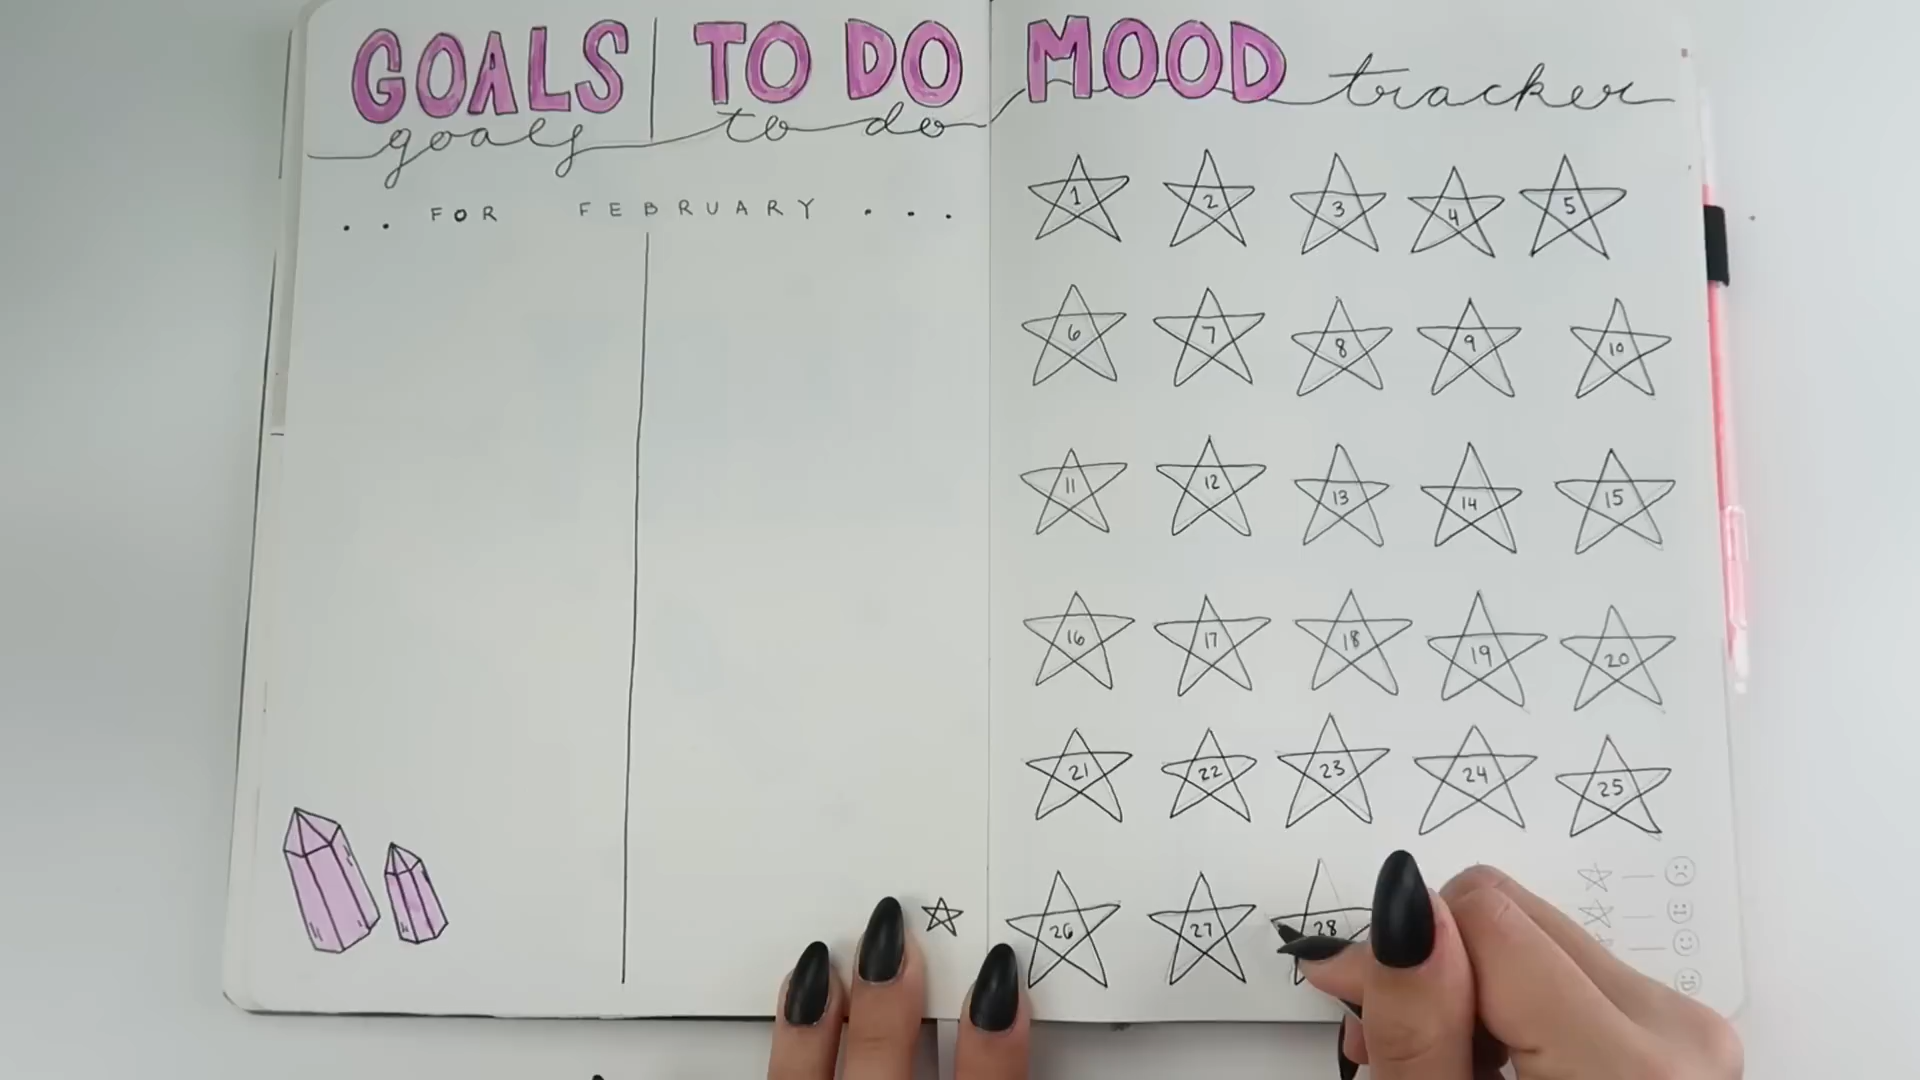 GOALS TO DO
goals to do
. . FOR FEBRUARY . . .
MOOD tracker
1 2 3 4 5
6 7 8 9 10
11 12 13 14 15
16 17 18 19 20
21 22 23 24 25
26 27 28